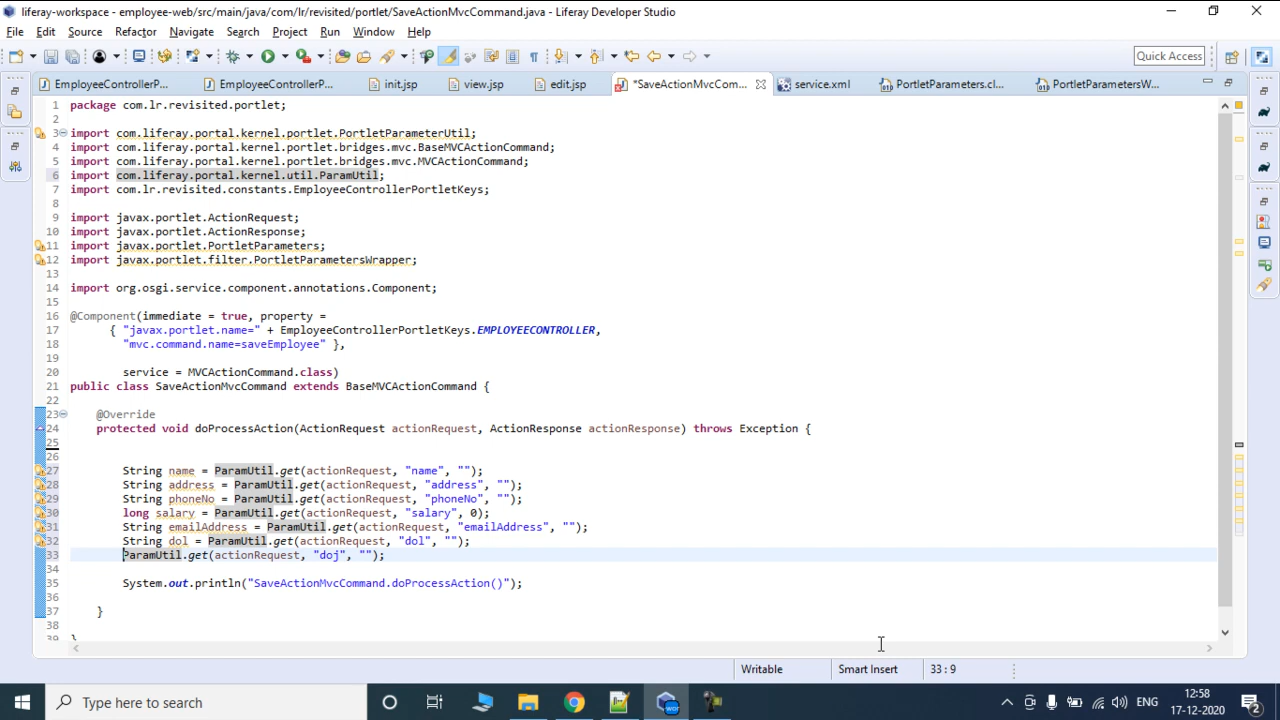 liferay-workspace - employee-web/src/main/java/com/lr/revisited/portlet/SaveActionMvcCommand.java - Liferay Developer Studio
File Edit Source Refactor Navigate Search Project Run Window Help
Quick Access
EmployeeControllerP... EmployeeControllerP... init.jsp view.jsp edit.jsp *SaveActionMvcCom... service.xml PortletParameters.cl... PortletParametersW...
1 package com.lr.revisited.portlet;
2
3 import com.liferay.portal.kernel.portlet.PortletParameterUtil;
4 import com.liferay.portal.kernel.portlet.bridges.mvc.BaseMVCActionCommand;
5 import com.liferay.portal.kernel.portlet.bridges.mvc.MVCActionCommand;
6 import com.liferay.portal.kernel.util.ParamUtil;
7 import com.lr.revisited.constants.EmployeeControllerPortletKeys;
8
9 import javax.portlet.ActionRequest;
10 import javax.portlet.ActionResponse;
11 import javax.portlet.PortletParameters;
12 import javax.portlet.filter.PortletParametersWrapper;
13
14 import org.osgi.service.component.annotations.Component;
15
16 @Component(immediate = true, property =
17 { "javax.portlet.name=" + EmployeeControllerPortletKeys.EMPLOYEECONTROLLER,
18 "mvc.command.name=saveEmployee" },
19
20 service = MVCActionCommand.class)
21 public class SaveActionMvcCommand extends BaseMVCActionCommand {
22
23 @Override
24 protected void doProcessAction(ActionRequest actionRequest, ActionResponse actionResponse) throws Exception {
25
26
27 String name = ParamUtil.get(actionRequest, "name", "");
28 String address = ParamUtil.get(actionRequest, "address", "");
29 String phoneNo = ParamUtil.get(actionRequest, "phoneNo", "");
30 long salary = ParamUtil.get(actionRequest, "salary", 0);
31 String emailAddress = ParamUtil.get(actionRequest, "emailAddress", "");
32 String dol = ParamUtil.get(actionRequest, "dol", "");
33 ParamUtil.get(actionRequest, "doj", "");
34
35 System.out.println("SaveActionMvcCommand.doProcessAction()");
36
37 }
38
39 }
Writable Smart Insert 33 : 9
Type here to search
ENG
12:58
17-12-2020
2